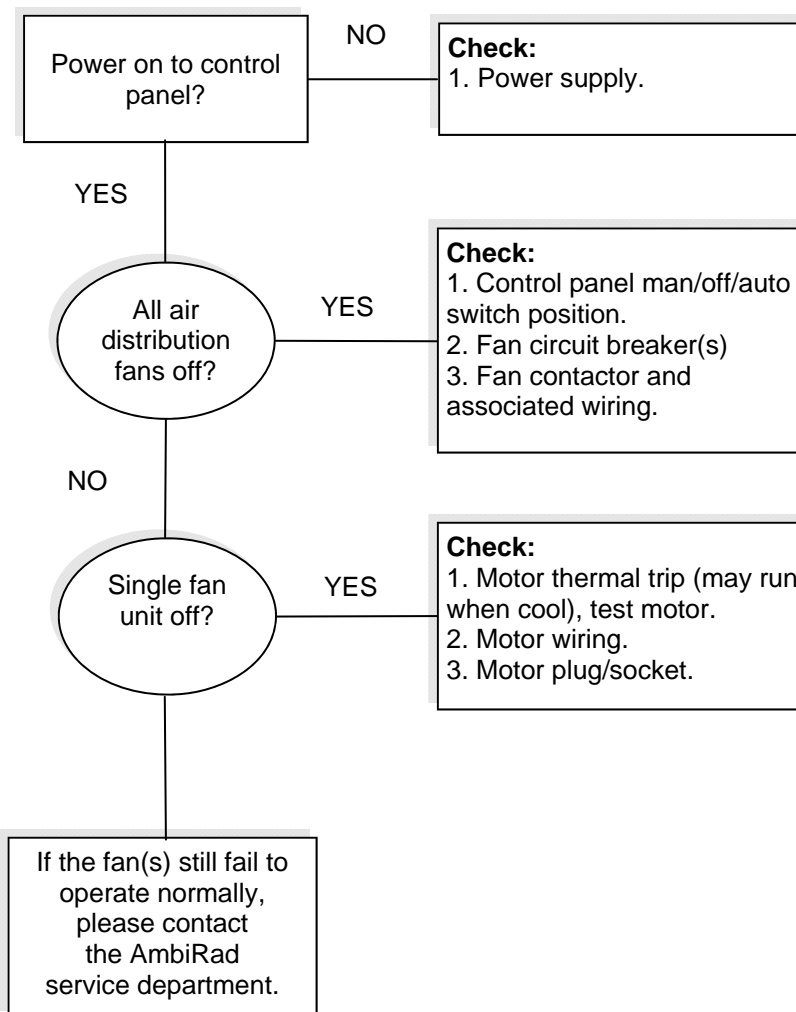 Power on to control
panel?
NO
Check:
1. Power supply.
YES
All air
distribution
fans off?
YES
Check:
1. Control panel man/off/auto
switch position.
2. Fan circuit breaker(s)
3. Fan contactor and
associated wiring.
NO
Single fan
unit off?
YES
Check:
1. Motor thermal trip (may run
when cool), test motor.
2. Motor wiring.
3. Motor plug/socket.
If the fan(s) still fail to
operate normally,
please contact
the AmbiRad
service department.